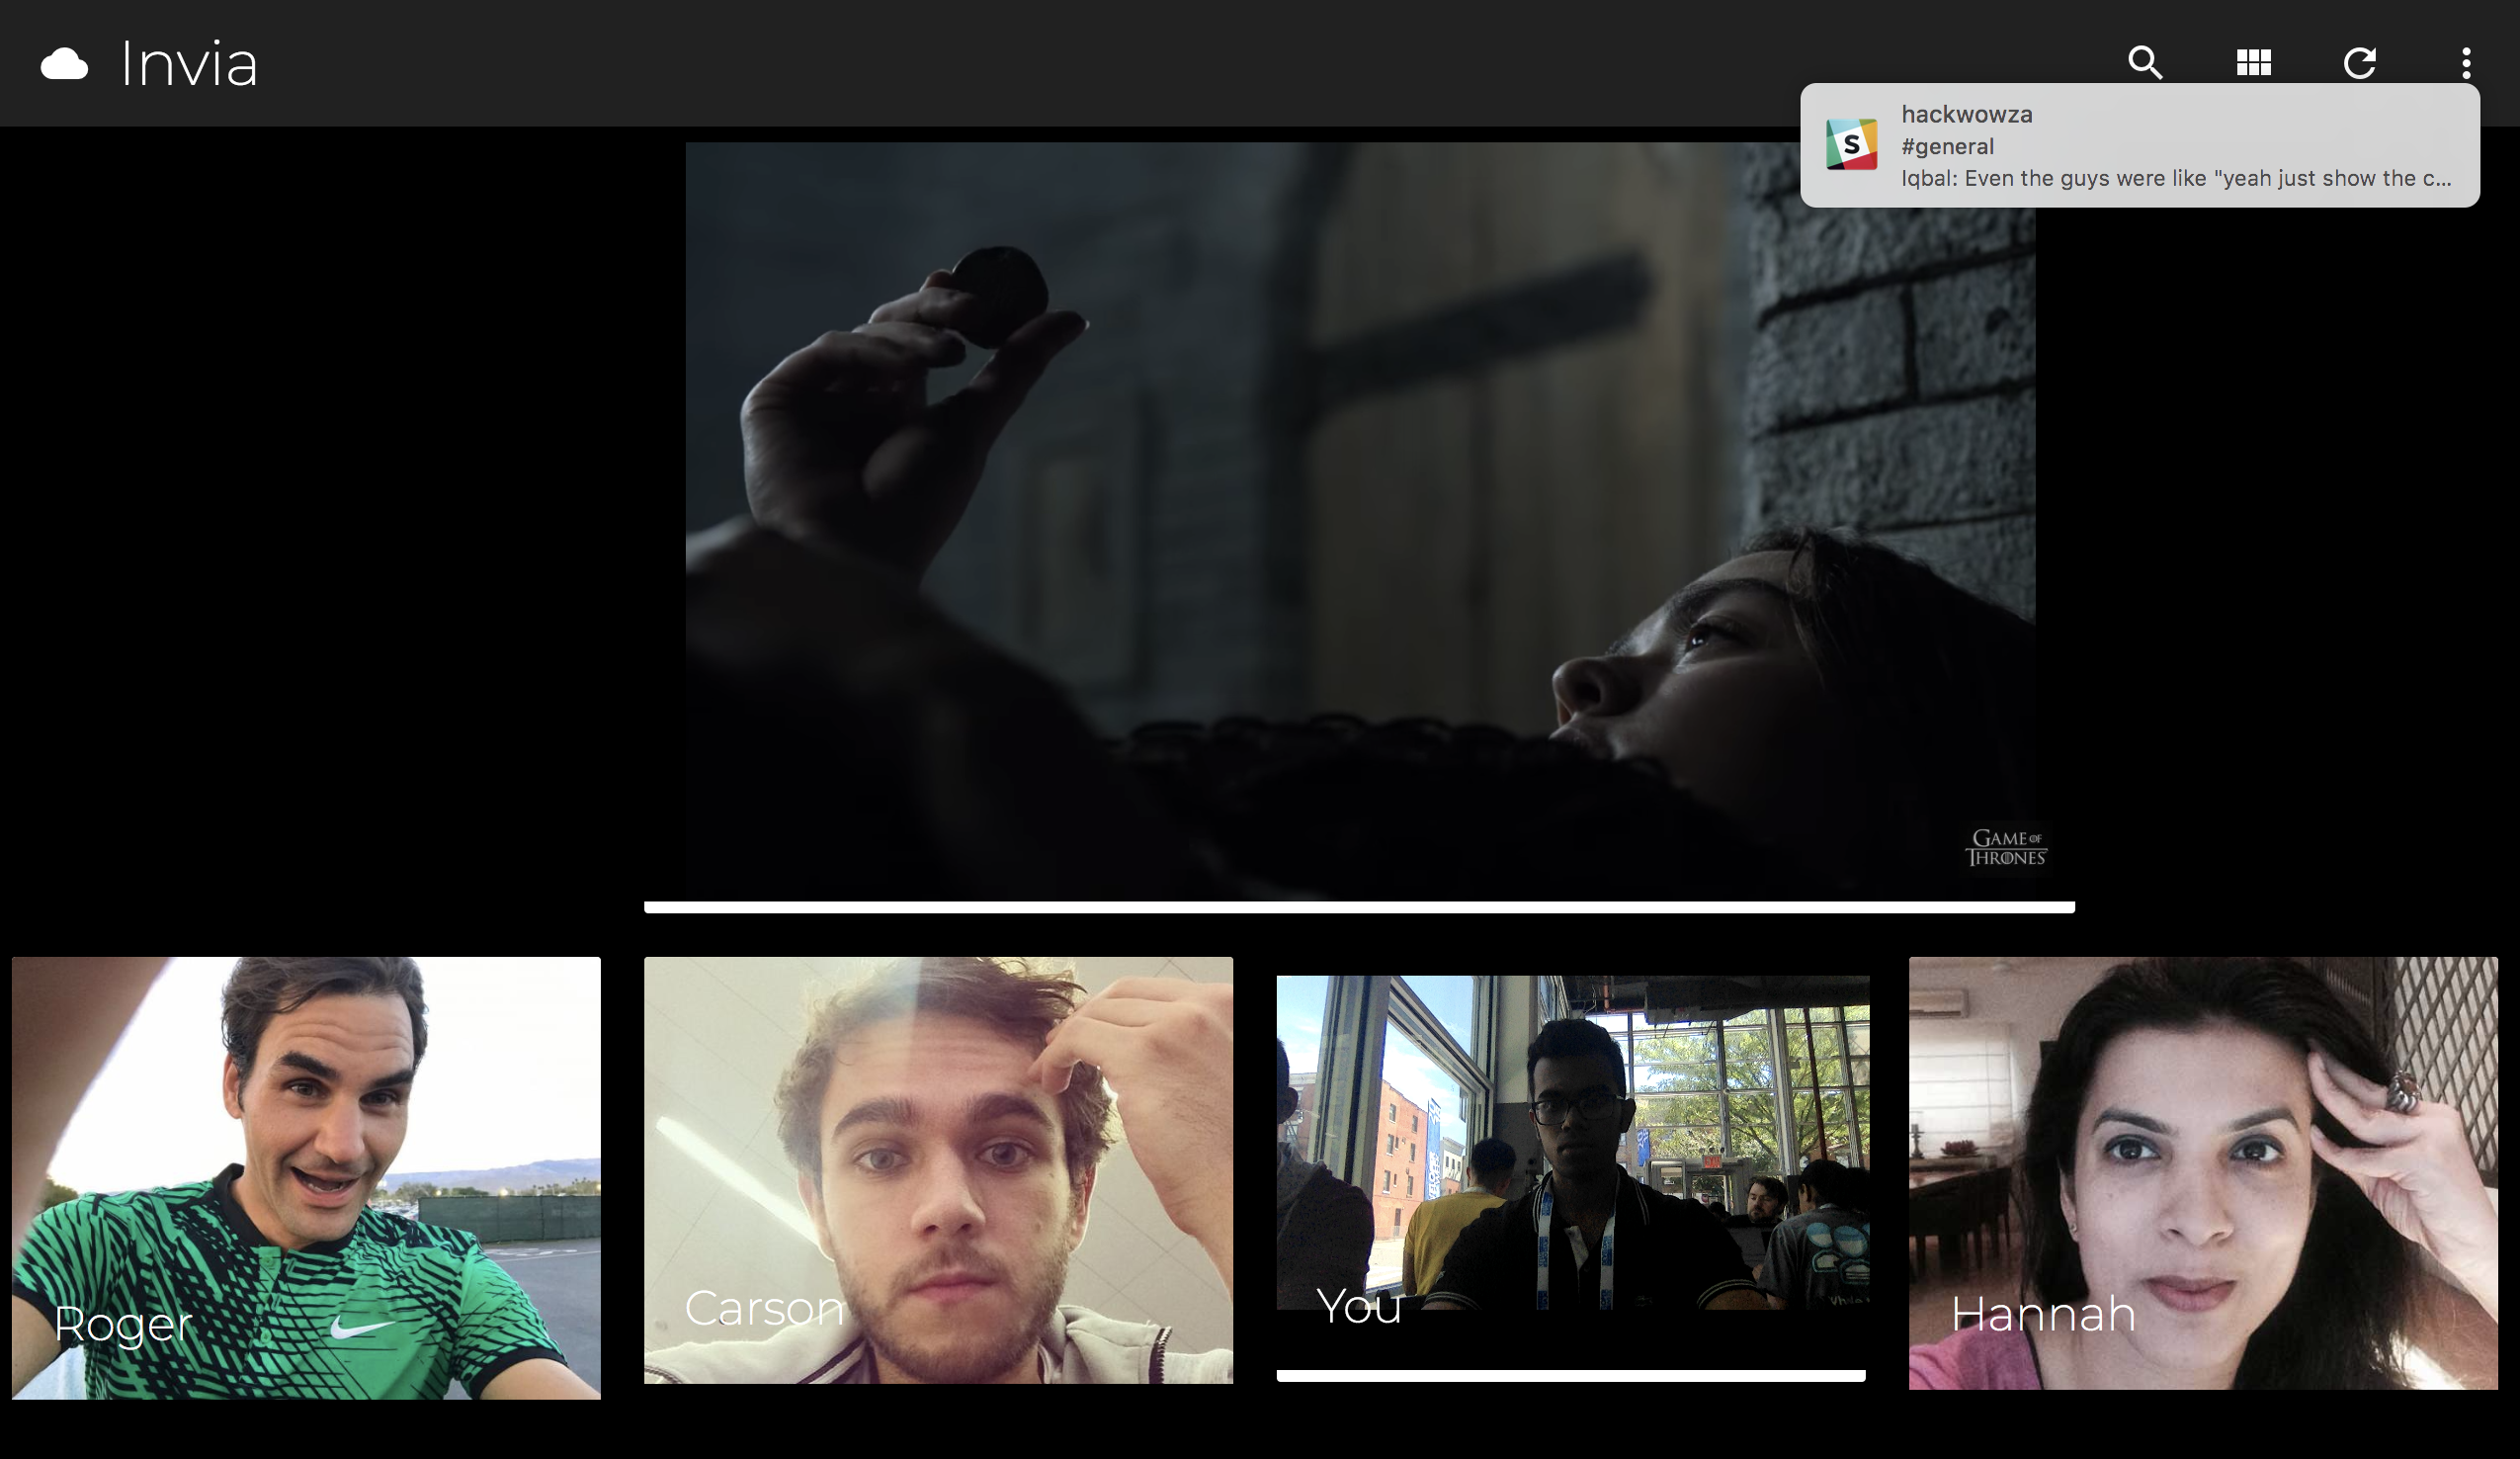 Invia
hackwowza
#general
S
Iqbal: Even the guys were like "yeah just show the c...
GAME OF
THRONES
Roger
Carson
You
Hannah